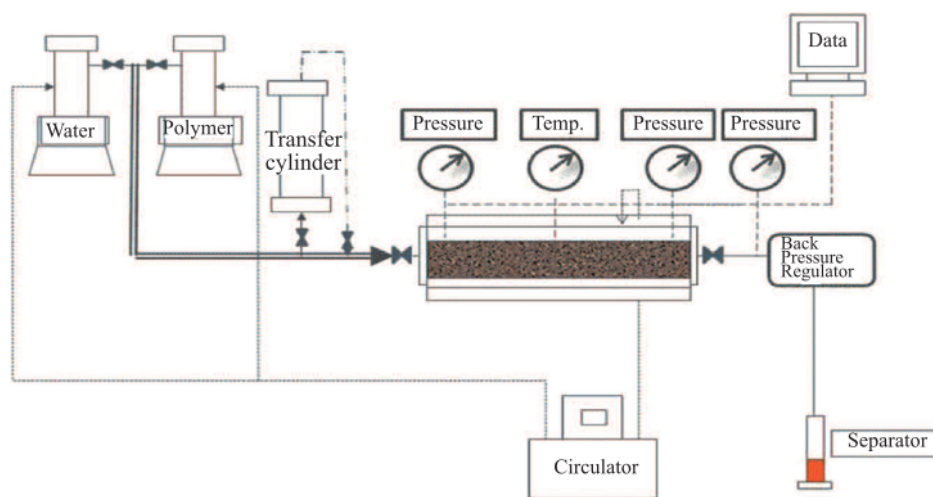 Data
Water
Polymer
Transfer
cylinder
Pressure
Temp.
Pressure
Pressure
Back
Pressure
Regulator
Circulator
Separator